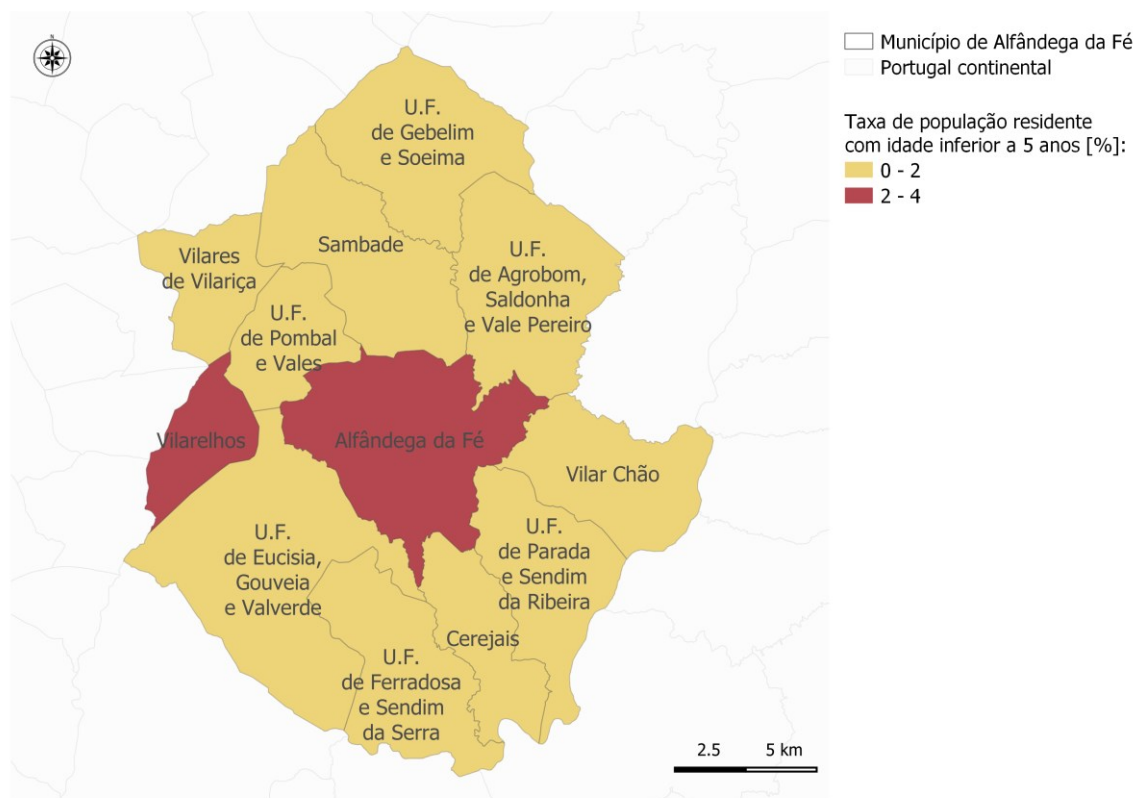 N
U.F.
de Gebelim
e Soeima
Vilares
de Vilariça
Sambade
U.F.
de Agrobom,
Saldonha
e Vale Pereiro
U.F.
de Pombal
e Vales
Vilarelhos
Alfândega da Fé
Vilar Chão
U.F.
de Eucisia,
Gouveia
e Valverde
U.F.
de Parada
e Sendim
da Ribeira
Cerejais
U.F.
de Ferradosa
e Sendim
da Serra
2.5 5 km
Município de Alfândega da Fé
Portugal continental
Taxa de população residente
com idade inferior a 5 anos [%]:
0 - 2
2 - 4